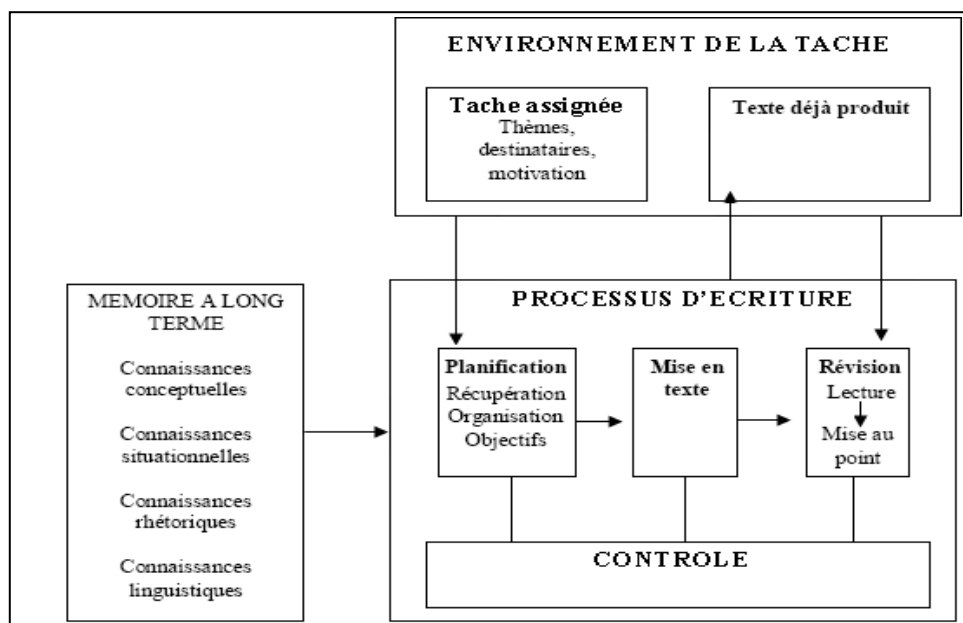 ENVIRONNEMENT DE LA TACHE
Tache assignée
Thèmes,
destinataires,
motivation
Texte déjà produit
MEMOIRE A LONG
TERME
Connaissances
conceptuelles
Connaissances
situationnelles
Connaissances
rhétoriques
Connaissances
linguistiques
PROCESSUS D'ECRITURE
Planification
Récupération
Organisation
Objectifs
Mise en
texte
Révision
Lecture
Mise au
point
CONTROLE